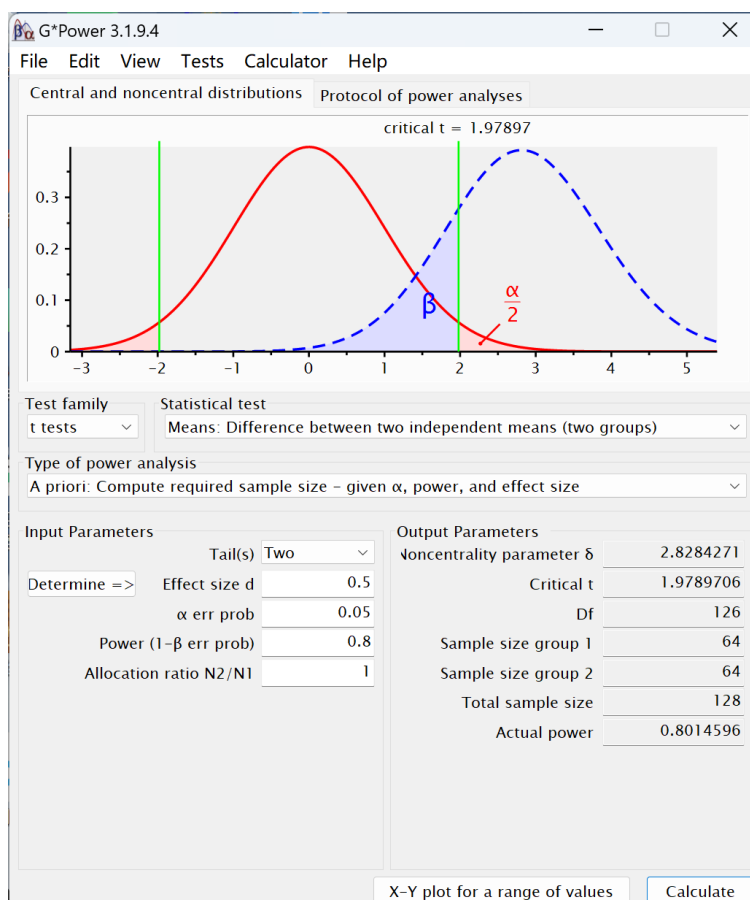 G*Power 3.1.9.4
File Edit View Tests Calculator Help
Central and noncentral distributions Protocol of power analyses
critical t = 1.97897
0.3
0.2
0.1
0
β
α
2
-3 -2 -1 0 1 2 3 4 5
Test family Statistical test
t tests Means: Difference between two independent means (two groups)
Type of power analysis
A priori: Compute required sample size – given α, power, and effect size
Input Parameters Output Parameters
Tail(s) Two Noncentrality parameter δ 2.8284271
Determine => Effect size d 0.5 Critical t 1.9789706
α err prob 0.05 Df 126
Power (1-β err prob) 0.8 Sample size group 1 64
Allocation ratio N2/N1 1 Sample size group 2 64
Total sample size 128
Actual power 0.8014596
X-Y plot for a range of values Calculate